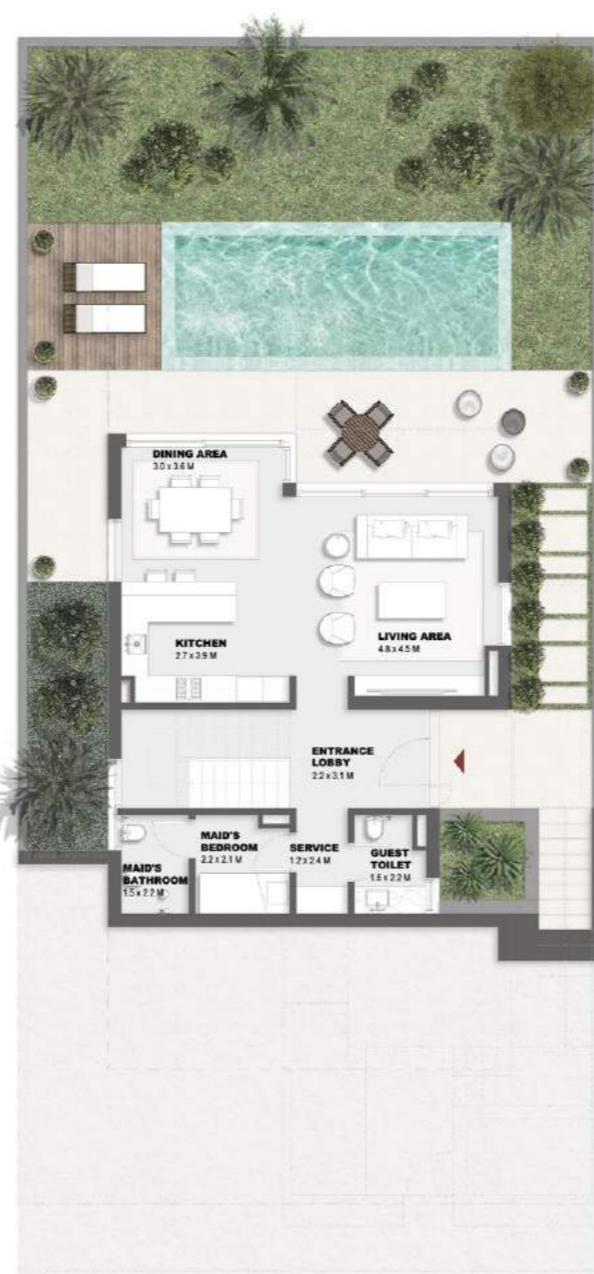 DINING AREA
3.0 x 3.6 M
KITCHEN
2.7 x 3.9 M
LIVING AREA
4.8 x 4.5 M
ENTRANCE
LOBBY
2.2 x 3.1 M
MAID'S
BEDROOM
2.2 x 2.1 M
SERVICE
1.2 x 2.4 M
GUEST
TOILET
1.6 x 2.2 M
MAID'S
BATHROOM
1.5 x 2.2 M